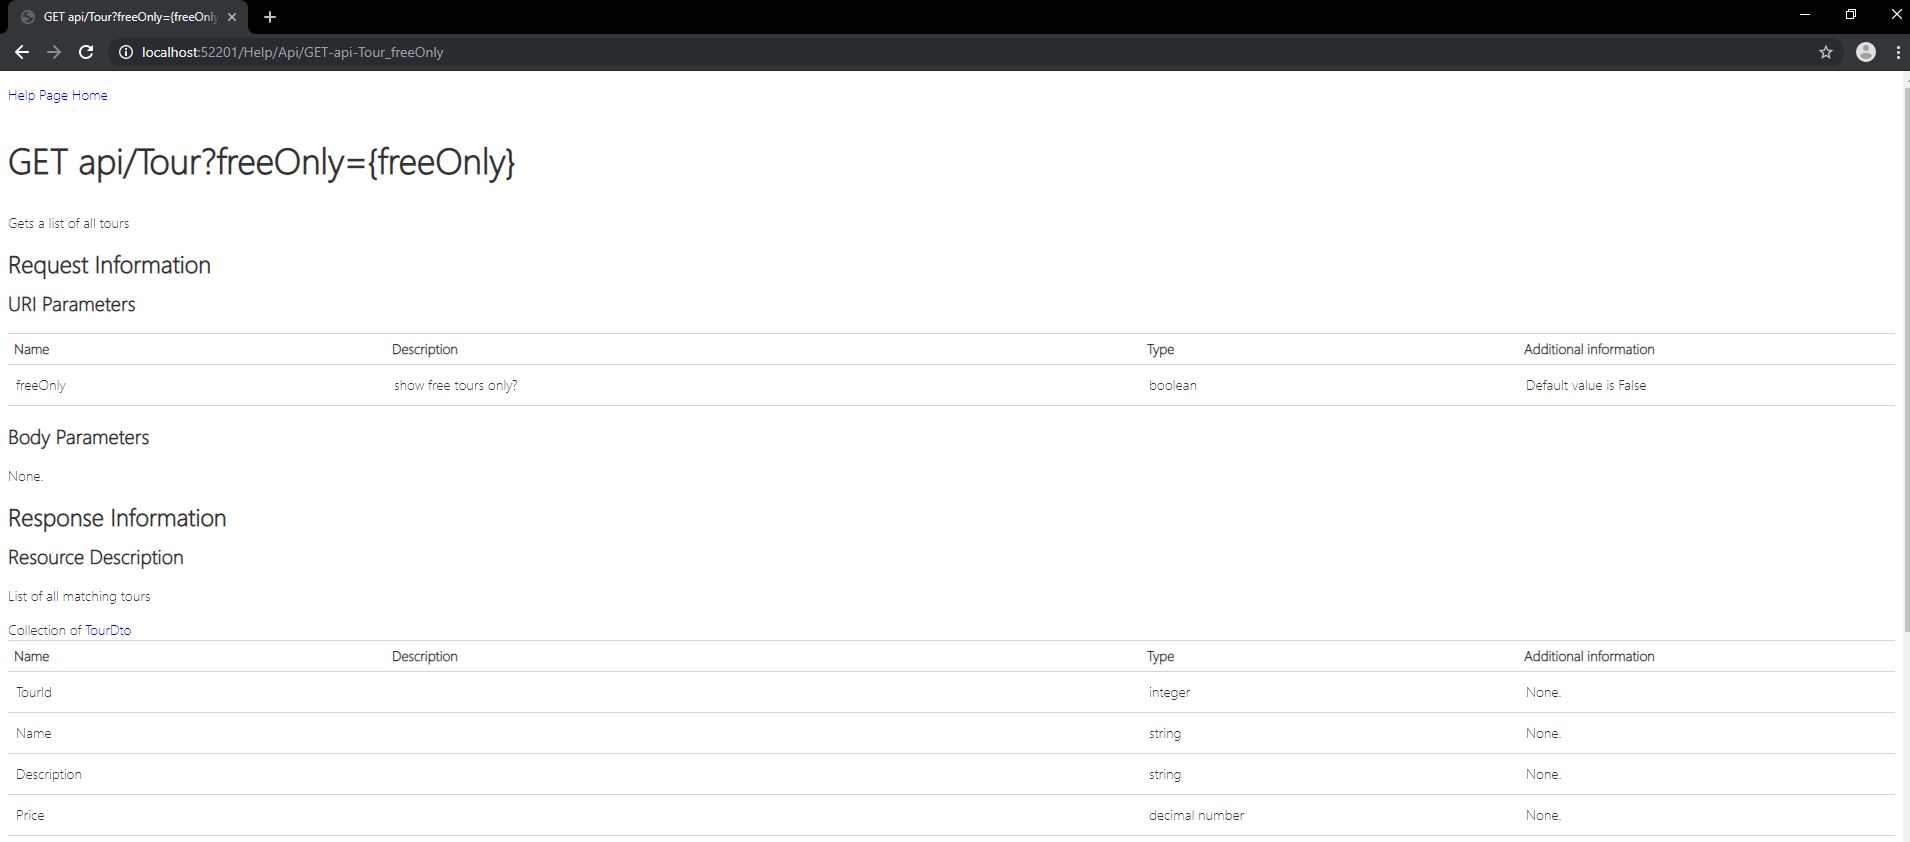 GET api/Tour?freeOnly={freeOnly
localhost:52201/Help/Api/GET-api-Tour_freeOnly
Help Page Home
GET api/Tour?freeOnly={freeOnly}
Gets a list of all tours
Request Information
URI Parameters
Name Description Type Additional information
freeOnly show free tours only? boolean Default value is False
Body Parameters
None.
Response Information
Resource Description
List of all matching tours
Collection of TourDto
Name Description Type Additional information
TourId integer None.
Name string None.
Description string None.
Price decimal number None.